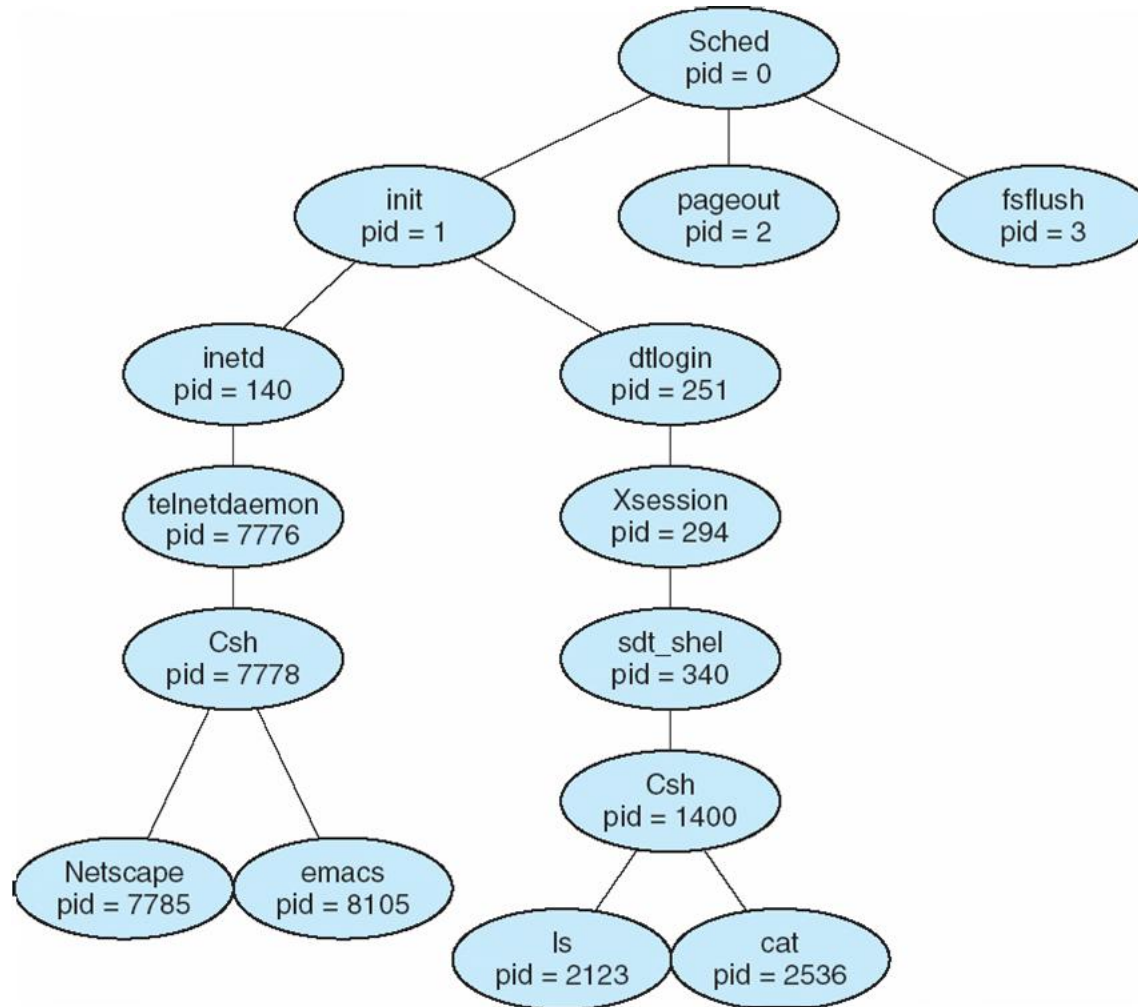 Sched
pid = 0
init
pid = 1
pageout
pid = 2
fsflush
pid = 3
inetd
pid = 140
dtlogin
pid = 251
telnetdaemon
pid = 7776
Xsession
pid = 294
Csh
pid = 7778
sdt_shel
pid = 340
Csh
pid = 1400
Netscape
pid = 7785
emacs
pid = 8105
ls
pid = 2123
cat
pid = 2536